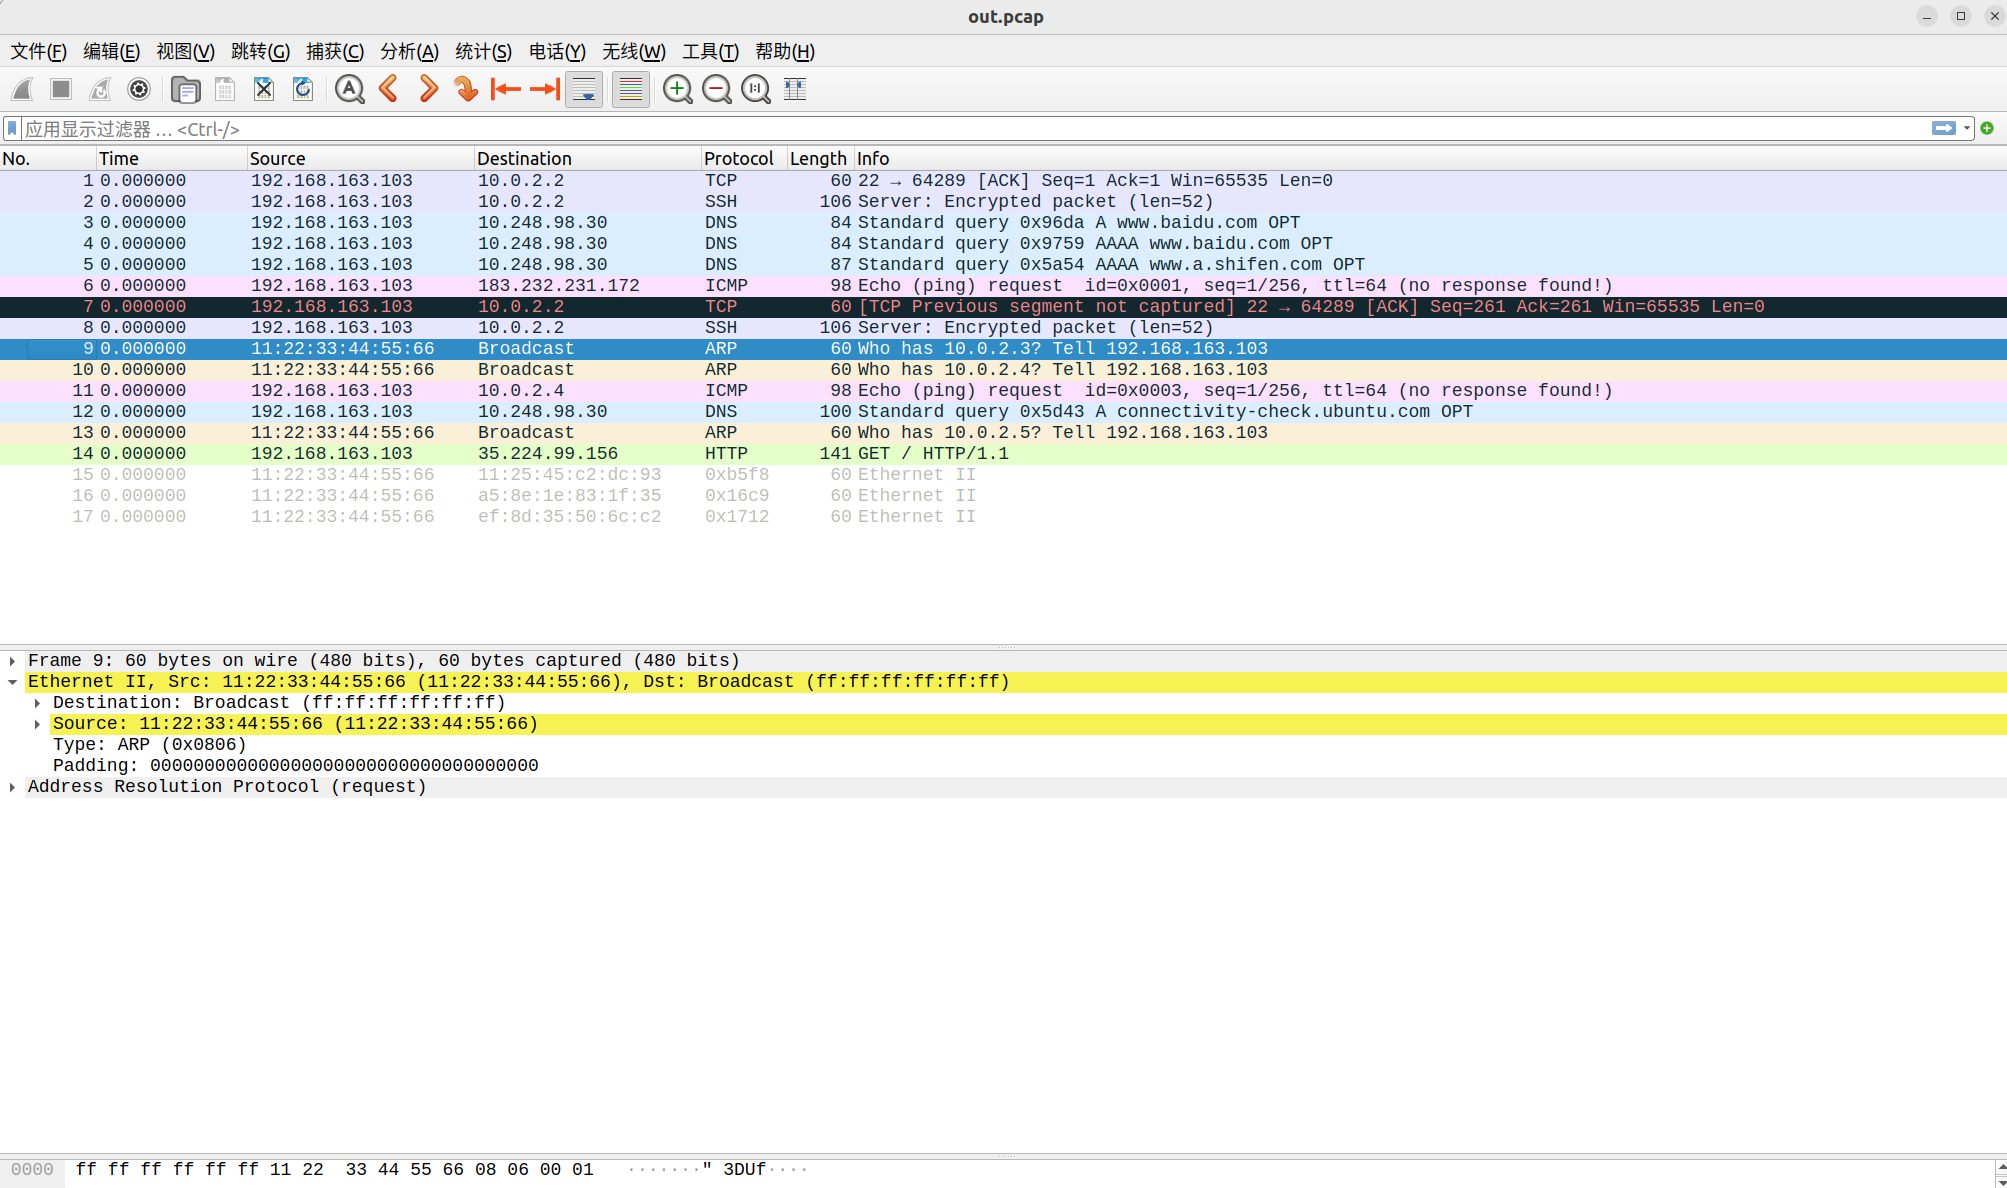 out.pcap
文件(F) 编辑(E) 视图(V) 跳转(G) 捕获(C) 分析(A) 统计(S) 电话(Y) 无线(W) 工具(T) 帮助(H)
应用显示过滤器 … <Ctrl-/>
No. Time Source Destination Protocol Length Info
1 0.000000 192.168.163.103 10.0.2.2 TCP 60 22 → 64289 [ACK] Seq=1 Ack=1 Win=65535 Len=0
2 0.000000 192.168.163.103 10.0.2.2 SSH 106 Server: Encrypted packet (len=52)
3 0.000000 192.168.163.103 10.248.98.30 DNS 84 Standard query 0x96da A www.baidu.com OPT
4 0.000000 192.168.163.103 10.248.98.30 DNS 84 Standard query 0x9759 AAAA www.baidu.com OPT
5 0.000000 192.168.163.103 10.248.98.30 DNS 87 Standard query 0x5a54 AAAA www.a.shifen.com OPT
6 0.000000 192.168.163.103 183.232.231.172 ICMP 98 Echo (ping) request id=0x0001, seq=1/256, ttl=64 (no response found!)
7 0.000000 192.168.163.103 10.0.2.2 TCP 60 [TCP Previous segment not captured] 22 → 64289 [ACK] Seq=261 Ack=261 Win=65535 Len=0
8 0.000000 192.168.163.103 10.0.2.2 SSH 106 Server: Encrypted packet (len=52)
9 0.000000 11:22:33:44:55:66 Broadcast ARP 60 Who has 10.0.2.3? Tell 192.168.163.103
10 0.000000 11:22:33:44:55:66 Broadcast ARP 60 Who has 10.0.2.4? Tell 192.168.163.103
11 0.000000 192.168.163.103 10.0.2.4 ICMP 98 Echo (ping) request id=0x0003, seq=1/256, ttl=64 (no response found!)
12 0.000000 192.168.163.103 10.248.98.30 DNS 100 Standard query 0x5d43 A connectivity-check.ubuntu.com OPT
13 0.000000 11:22:33:44:55:66 Broadcast ARP 60 Who has 10.0.2.5? Tell 192.168.163.103
14 0.000000 192.168.163.103 35.224.99.156 HTTP 141 GET / HTTP/1.1
15 0.000000 11:22:33:44:55:66 11:25:45:c2:dc:93 0xb5f8 60 Ethernet II
16 0.000000 11:22:33:44:55:66 a5:8e:1e:83:1f:35 0x16c9 60 Ethernet II
17 0.000000 11:22:33:44:55:66 ef:8d:35:50:6c:c2 0x1712 60 Ethernet II
Frame 9: 60 bytes on wire (480 bits), 60 bytes captured (480 bits)
Ethernet II, Src: 11:22:33:44:55:66 (11:22:33:44:55:66), Dst: Broadcast (ff:ff:ff:ff:ff:ff)
Destination: Broadcast (ff:ff:ff:ff:ff:ff)
Source: 11:22:33:44:55:66 (11:22:33:44:55:66)
Type: ARP (0x0806)
Padding: 000000000000000000000000000000000000
Address Resolution Protocol (request)
0000 ff ff ff ff ff ff 11 22 33 44 55 66 08 06 00 01 ·······" 3DUf····